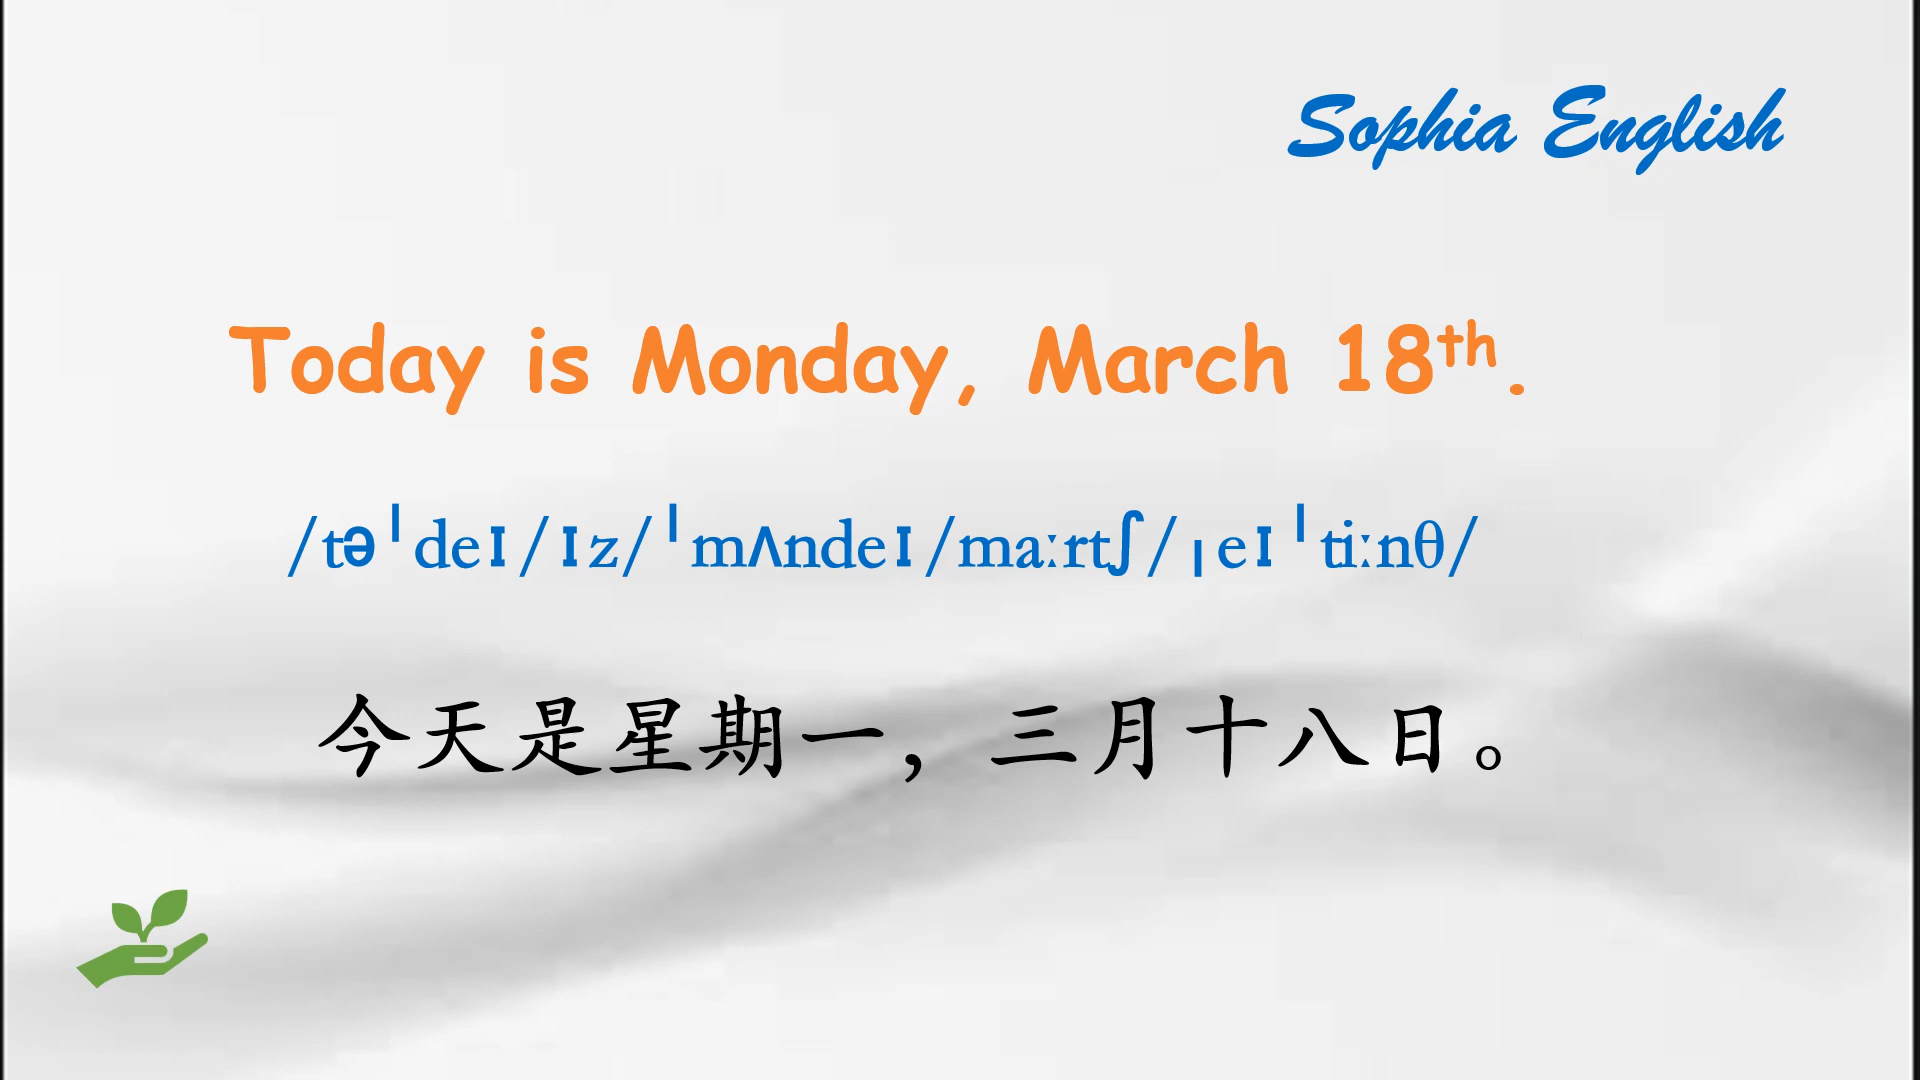 Sophia English
Today is Monday, March 18th.
/təˈdeɪ/ɪz/ˈmʌndeɪ/maːrtʃ/ˌeɪˈtiːnθ/
今天是星期一，三月十八日。